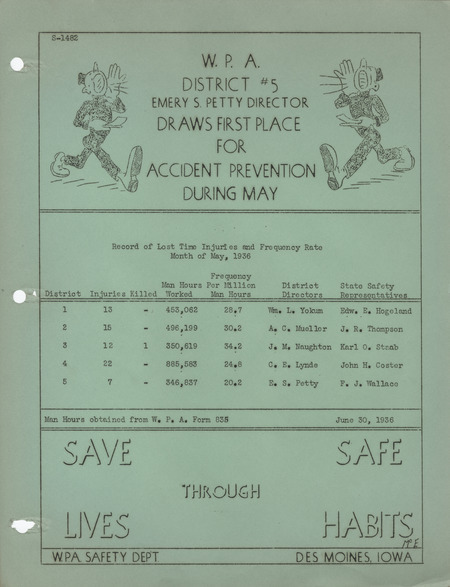 S-1482
W. P. A.
DISTRICT #5
EMERY S. PETTY DIRECTOR
DRAWS FIRST PLACE
FOR
ACCIDENT PREVENTION
DURING MAY
Record of Lost Time Injuries and Frequency Rate
Month of May, 1936
District Injuries Killed Man Hours Worked Frequency Per Million Man Hours District Directors State Safety Representatives
1 13 - 453,062 28.7 Wm. L. Yokum Edw. E. Hogeland
2 15 - 496,199 30.2 A. C. Mueller J. R. Thompson
3 12 1 350,619 34.2 J. M. Naughton Karl O. Staab
4 22 - 885,583 24.8 C. E. Lynde John H. Coster
5 7 - 346,837 20.2 E. S. Petty F. J. Wallace
Man Hours obtained from W. P. A. Form 835 June 30, 1936
SAVE SAFE
THROUGH
LIVES HABITS
W.P.A. SAFETY DEPT. DES MOINES, IOWA